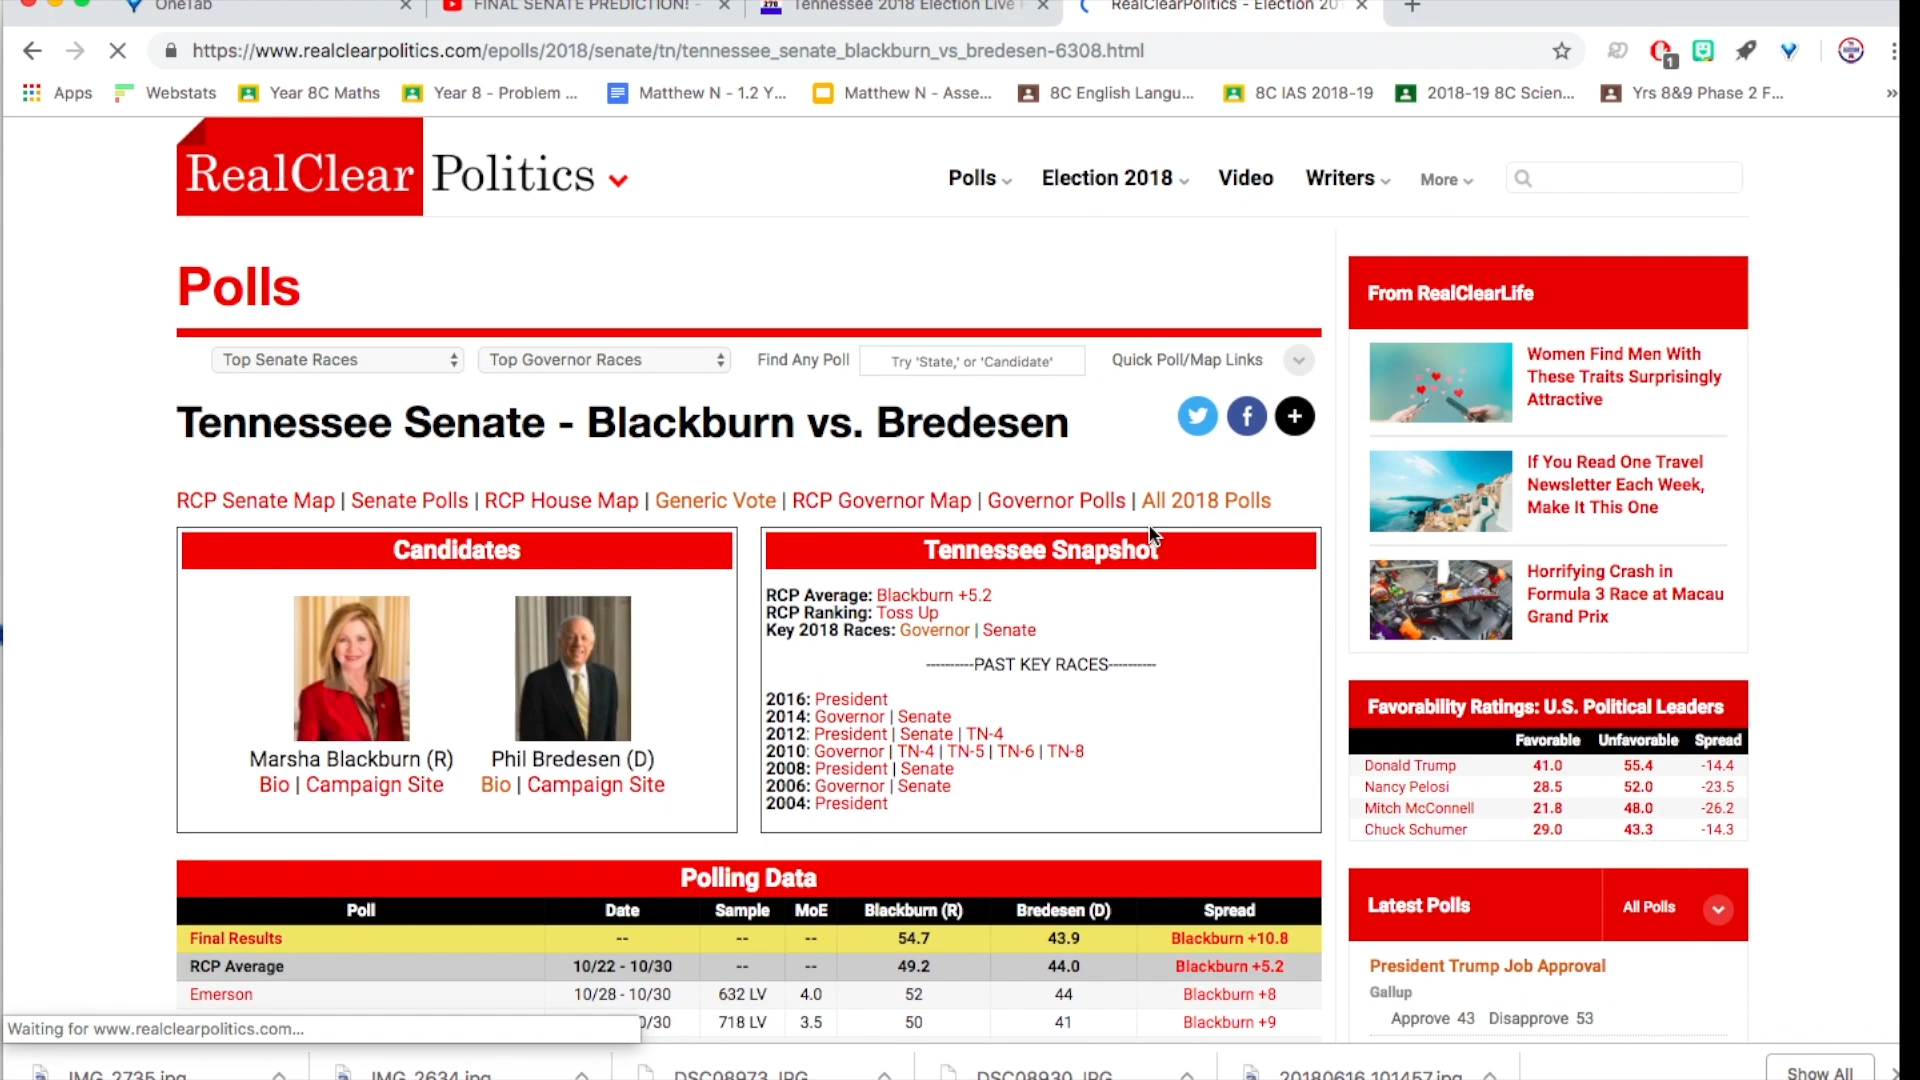 OneTab
FINAL SENATE PREDICTION! -
Tennessee 2018 Election Live
RealClearPolitics - Election 20
https://www.realclearpolitics.com/epolls/2018/senate/tn/tennessee_senate_blackburn_vs_bredesen-6308.html
1
Apps Webstats Year 8C Maths Year 8 - Problem ... Matthew N - 1.2 Y... Matthew N - Asse... 8C English Langu... 8C IAS 2018-19 2018-19 8C Scien... Yrs 8&9 Phase 2 F... »
RealClear Politics
Polls Election 2018 Video Writers More
Polls
Top Senate Races Top Governor Races Find Any Poll Try 'State,' or 'Candidate' Quick Poll/Map Links
Tennessee Senate - Blackburn vs. Bredesen
RCP Senate Map | Senate Polls | RCP House Map | Generic Vote | RCP Governor Map | Governor Polls | All 2018 Polls
Candidates
Marsha Blackburn (R) Phil Bredesen (D)
Bio | Campaign Site Bio | Campaign Site
Tennessee Snapshot
RCP Average: Blackburn +5.2
RCP Ranking: Toss Up
Key 2018 Races: Governor | Senate
----------PAST KEY RACES----------
2016: President
2014: Governor | Senate
2012: President | Senate | TN-4
2010: Governor | TN-4 | TN-5 | TN-6 | TN-8
2008: President | Senate
2006: Governor | Senate
2004: President
Polling Data
Poll Date Sample MoE Blackburn (R) Bredesen (D) Spread
Final Results -- -- -- 54.7 43.9 Blackburn +10.8
RCP Average 10/22 - 10/30 -- -- 49.2 44.0 Blackburn +5.2
Emerson 10/28 - 10/30 632 LV 4.0 52 44 Blackburn +8
0/30 718 LV 3.5 50 41 Blackburn +9
From RealClearLife
Women Find Men With
These Traits Surprisingly
Attractive
If You Read One Travel
Newsletter Each Week,
Make It This One
Horrifying Crash in
Formula 3 Race at Macau
Grand Prix
Favorability Ratings: U.S. Political Leaders
Favorable Unfavorable Spread
Donald Trump 41.0 55.4 -14.4
Nancy Pelosi 28.5 52.0 -23.5
Mitch McConnell 21.8 48.0 -26.2
Chuck Schumer 29.0 43.3 -14.3
Latest Polls All Polls
President Trump Job Approval
Gallup
Approve 43 Disapprove 53
Waiting for www.realclearpolitics.com...
IMG_2735.jpg IMG_2634.jpg DSC08973.JPG DSC08930.JPG 20180616_101457.jpg Show All